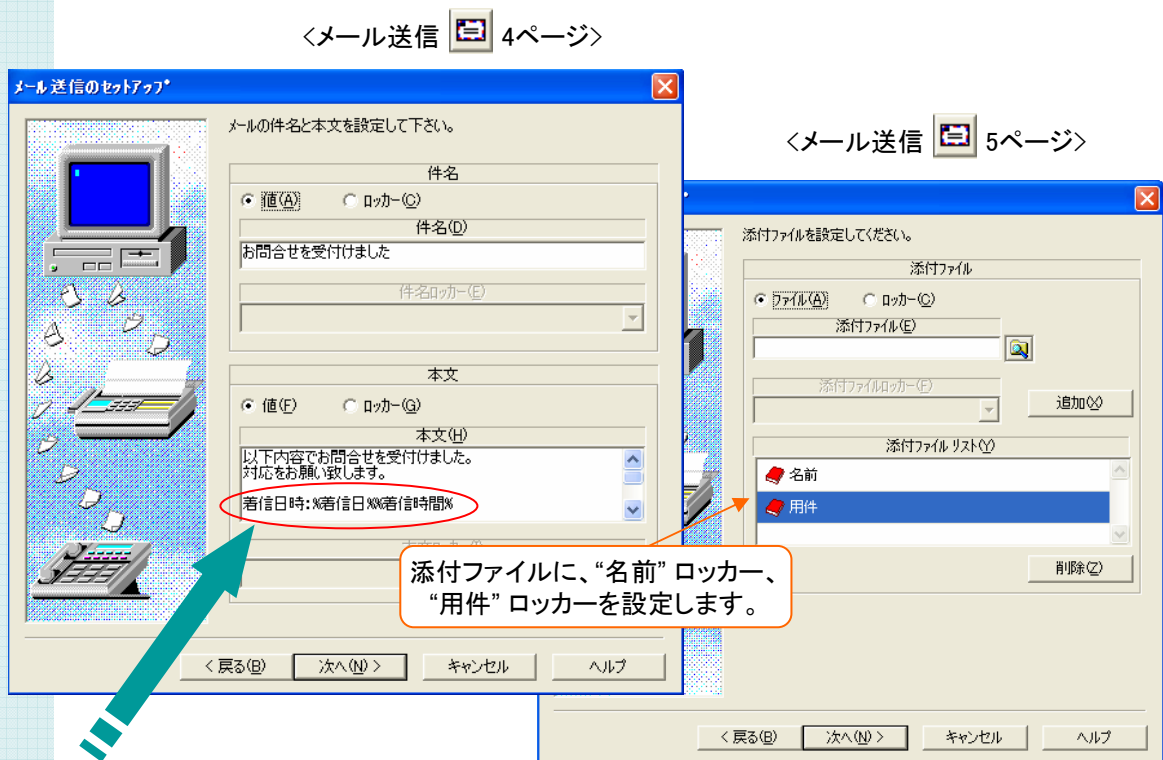 <メール送信 4ページ>
メール送信のセットアップ
メールの件名と本文を設定して下さい。
件名
値(A) ロッカー(C)
件名(D)
お問合せを受付けました
件名ロッカー(E)
本文
値(F) ロッカー(G)
本文(H)
以下内容でお問合せを受付けました。
対応をお願い致します。
着信日時:%着信日%%着信時間%
<戻る(B) 次へ(N)> キャンセル ヘルプ
<メール送信 5ページ>
添付ファイルを設定してください。
添付ファイル
ファイル(A) ロッカー(C)
添付ファイル(E)
添付ファイルロッカー(F)
追加(X)
添付ファイル リスト(Y)
名前
用件
削除(Z)
添付ファイルに、“名前” ロッカー、
“用件” ロッカーを設定します。
<戻る(B) 次へ(N)> キャンセル ヘルプ